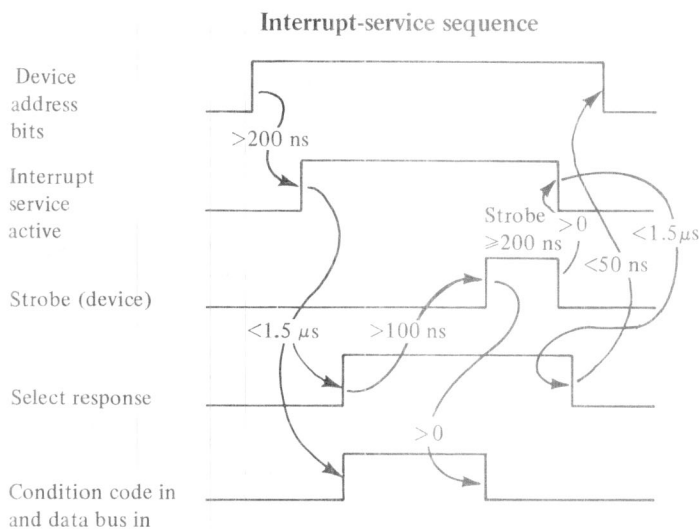 Interrupt-service sequence
Device
address
bits
>200 ns
Interrupt
service
active
Strobe
≥200 ns
>0
<1.5 μs
<50 ns
Strobe (device)
<1.5 μs
>100 ns
Select response
>0
Condition code in
and data bus in